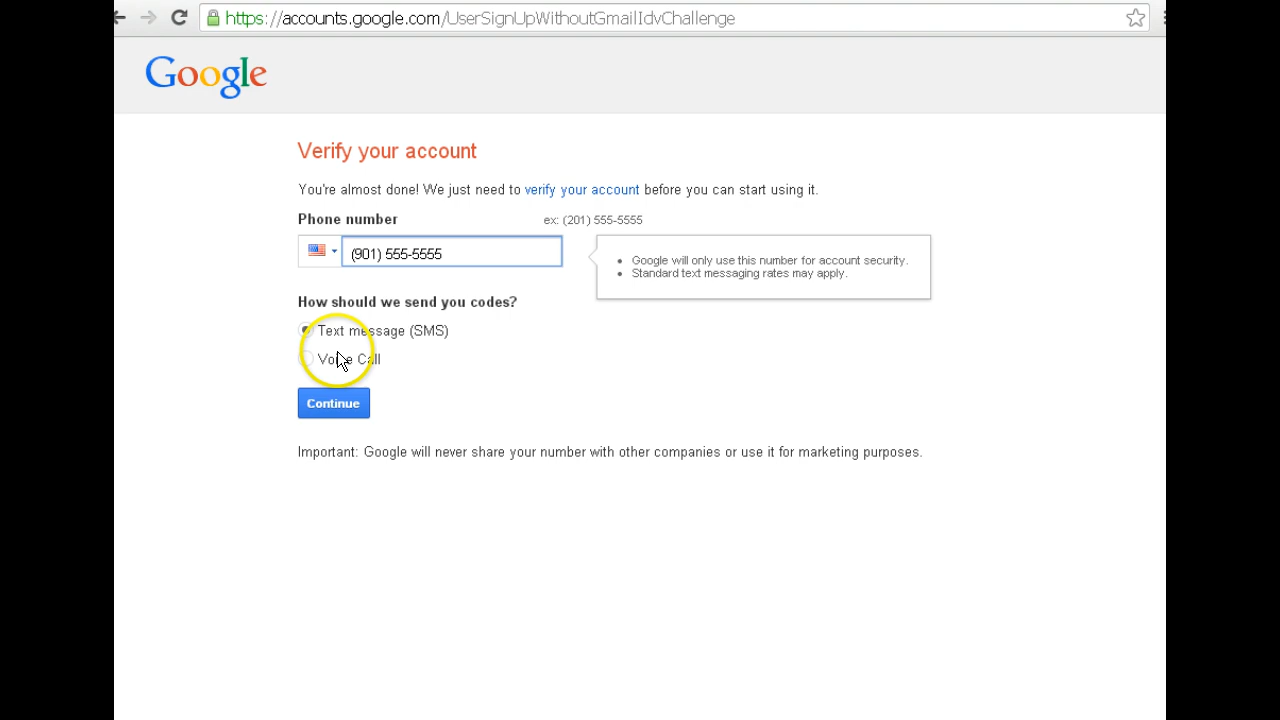 https://accounts.google.com/UserSignUpWithoutGmailIdvChallenge
Google
Verify your account
You're almost done! We just need to verify your account before you can start using it.
Phone number ex: (201) 555-5555
(901) 555-5555
Google will only use this number for account security.
Standard text messaging rates may apply.
How should we send you codes?
Text message (SMS)
Voice Call
Continue
Important: Google will never share your number with other companies or use it for marketing purposes.